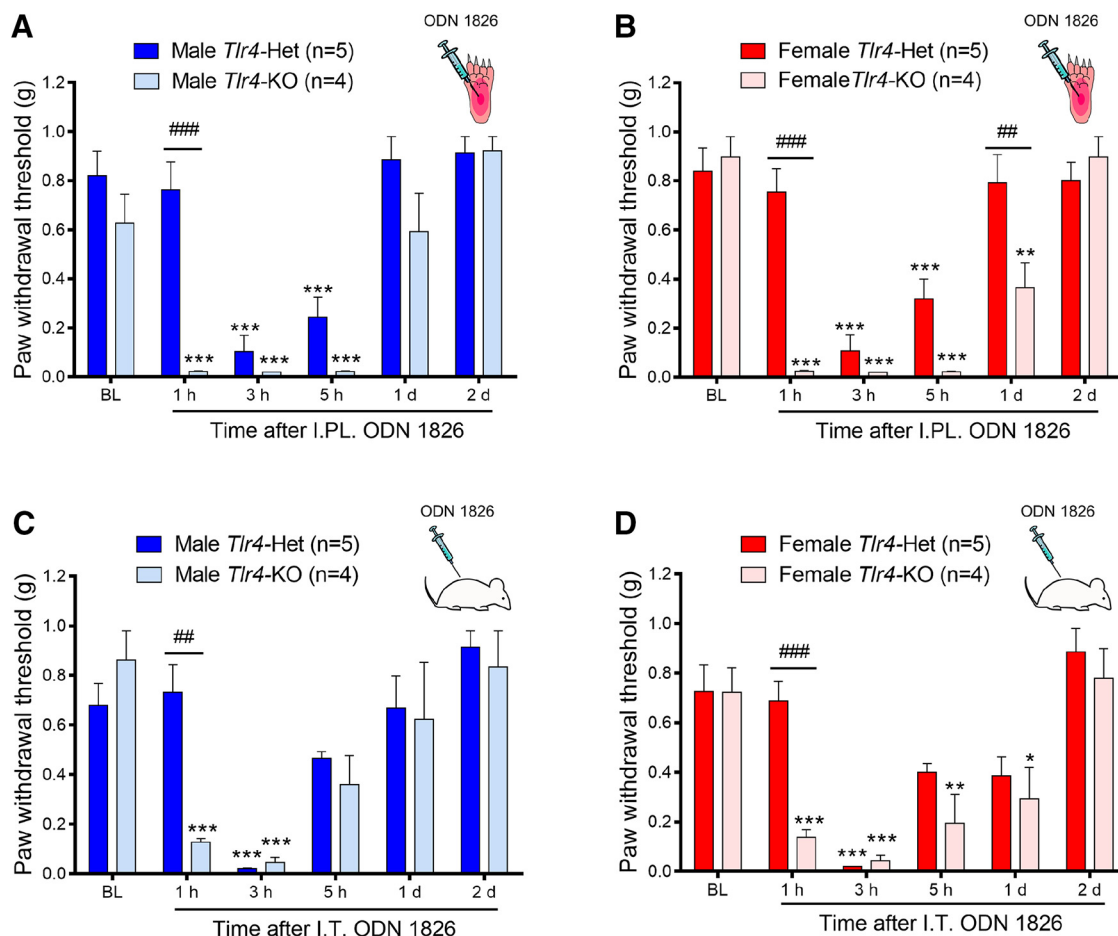 A
ODN 1826
Male Tlr4-Het (n=5)
Male Tlr4-KO (n=4)
Paw withdrawal threshold (g)
1.2
1.0
0.8
0.6
0.4
0.2
0.0
###
***
***
***
***
***
BL 1 h 3 h 5 h 1 d 2 d
Time after I.PL. ODN 1826
B
ODN 1826
Female Tlr4-Het (n=5)
FemaleTlr4-KO (n=4)
Paw withdrawal threshold (g)
1.2
1.0
0.8
0.6
0.4
0.2
0.0
###
##
***
***
***
***
***
**
BL 1 h 3 h 5 h 1 d 2 d
Time after I.PL. ODN 1826
C
ODN 1826
Male Tlr4-Het (n=5)
Male Tlr4-KO (n=4)
Paw withdrawal threshold (g)
1.2
1.0
0.8
0.6
0.4
0.2
0.0
##
***
***
***
BL 1 h 3 h 5 h 1 d 2 d
Time after I.T. ODN 1826
D
ODN 1826
Female Tlr4-Het (n=5)
Female Tlr4-KO (n=4)
Paw withdrawal threshold (g)
1.2
1.0
0.8
0.6
0.4
0.2
0.0
###
***
***
***
**
*
BL 1 h 3 h 5 h 1 d 2 d
Time after I.T. ODN 1826